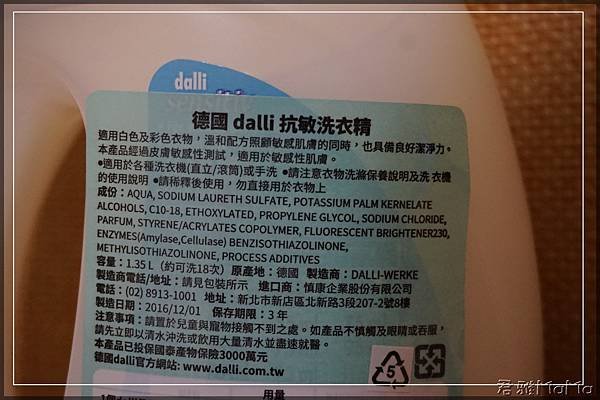 dalli
sensitiv
德國 dalli 抗敏洗衣精
適用白色及彩色衣物，溫和配方照顧敏感肌膚的同時，也具備良好潔淨力。
本產品經過皮膚敏感性測試，適用於敏感性肌膚。
●適用於各種洗衣機(直立/滾筒)或手洗 ●請注意衣物洗滌保養說明及洗 衣機
的使用說明 ●請稀釋後使用，勿直接用於衣物上
成份：AQUA, SODIUM LAURETH SULFATE, POTASSIUM PALM KERNELATE
ALCOHOLS, C10-18, ETHOXYLATED, PROPYLENE GLYCOL, SODIUM CHLORIDE,
PARFUM, STYRENE/ACRYLATES COPOLYMER, FLUORESCENT BRIGHTENER230,
ENZYMES(Amylase,Cellulase) BENZISOTHIAZOLINONE,
METHYLISOTHIAZOLINONE, PROCESS ADDITIVES
容量：1.35 L（約可洗18次） 原產地：德國 製造商：DALLI-WERKE
製造商電話/地址：請見包裝所示 進口商：慎康企業股份有限公司
電話：(02) 8913-1001 地址：新北市新店區北新路3段207-2號8樓
製造日期：2016/12/01 保存期限：3 年
注意事項：請置於兒童與寵物接觸不到之處。如產品不慎觸及眼睛或吞服，
請先立即以清水沖洗或飲用大量清水並盡速就醫。
本產品已投保國泰產物保險3000萬元
德國dalli官方網站：www.dalli.com.tw
5
用量
君雅MaMa